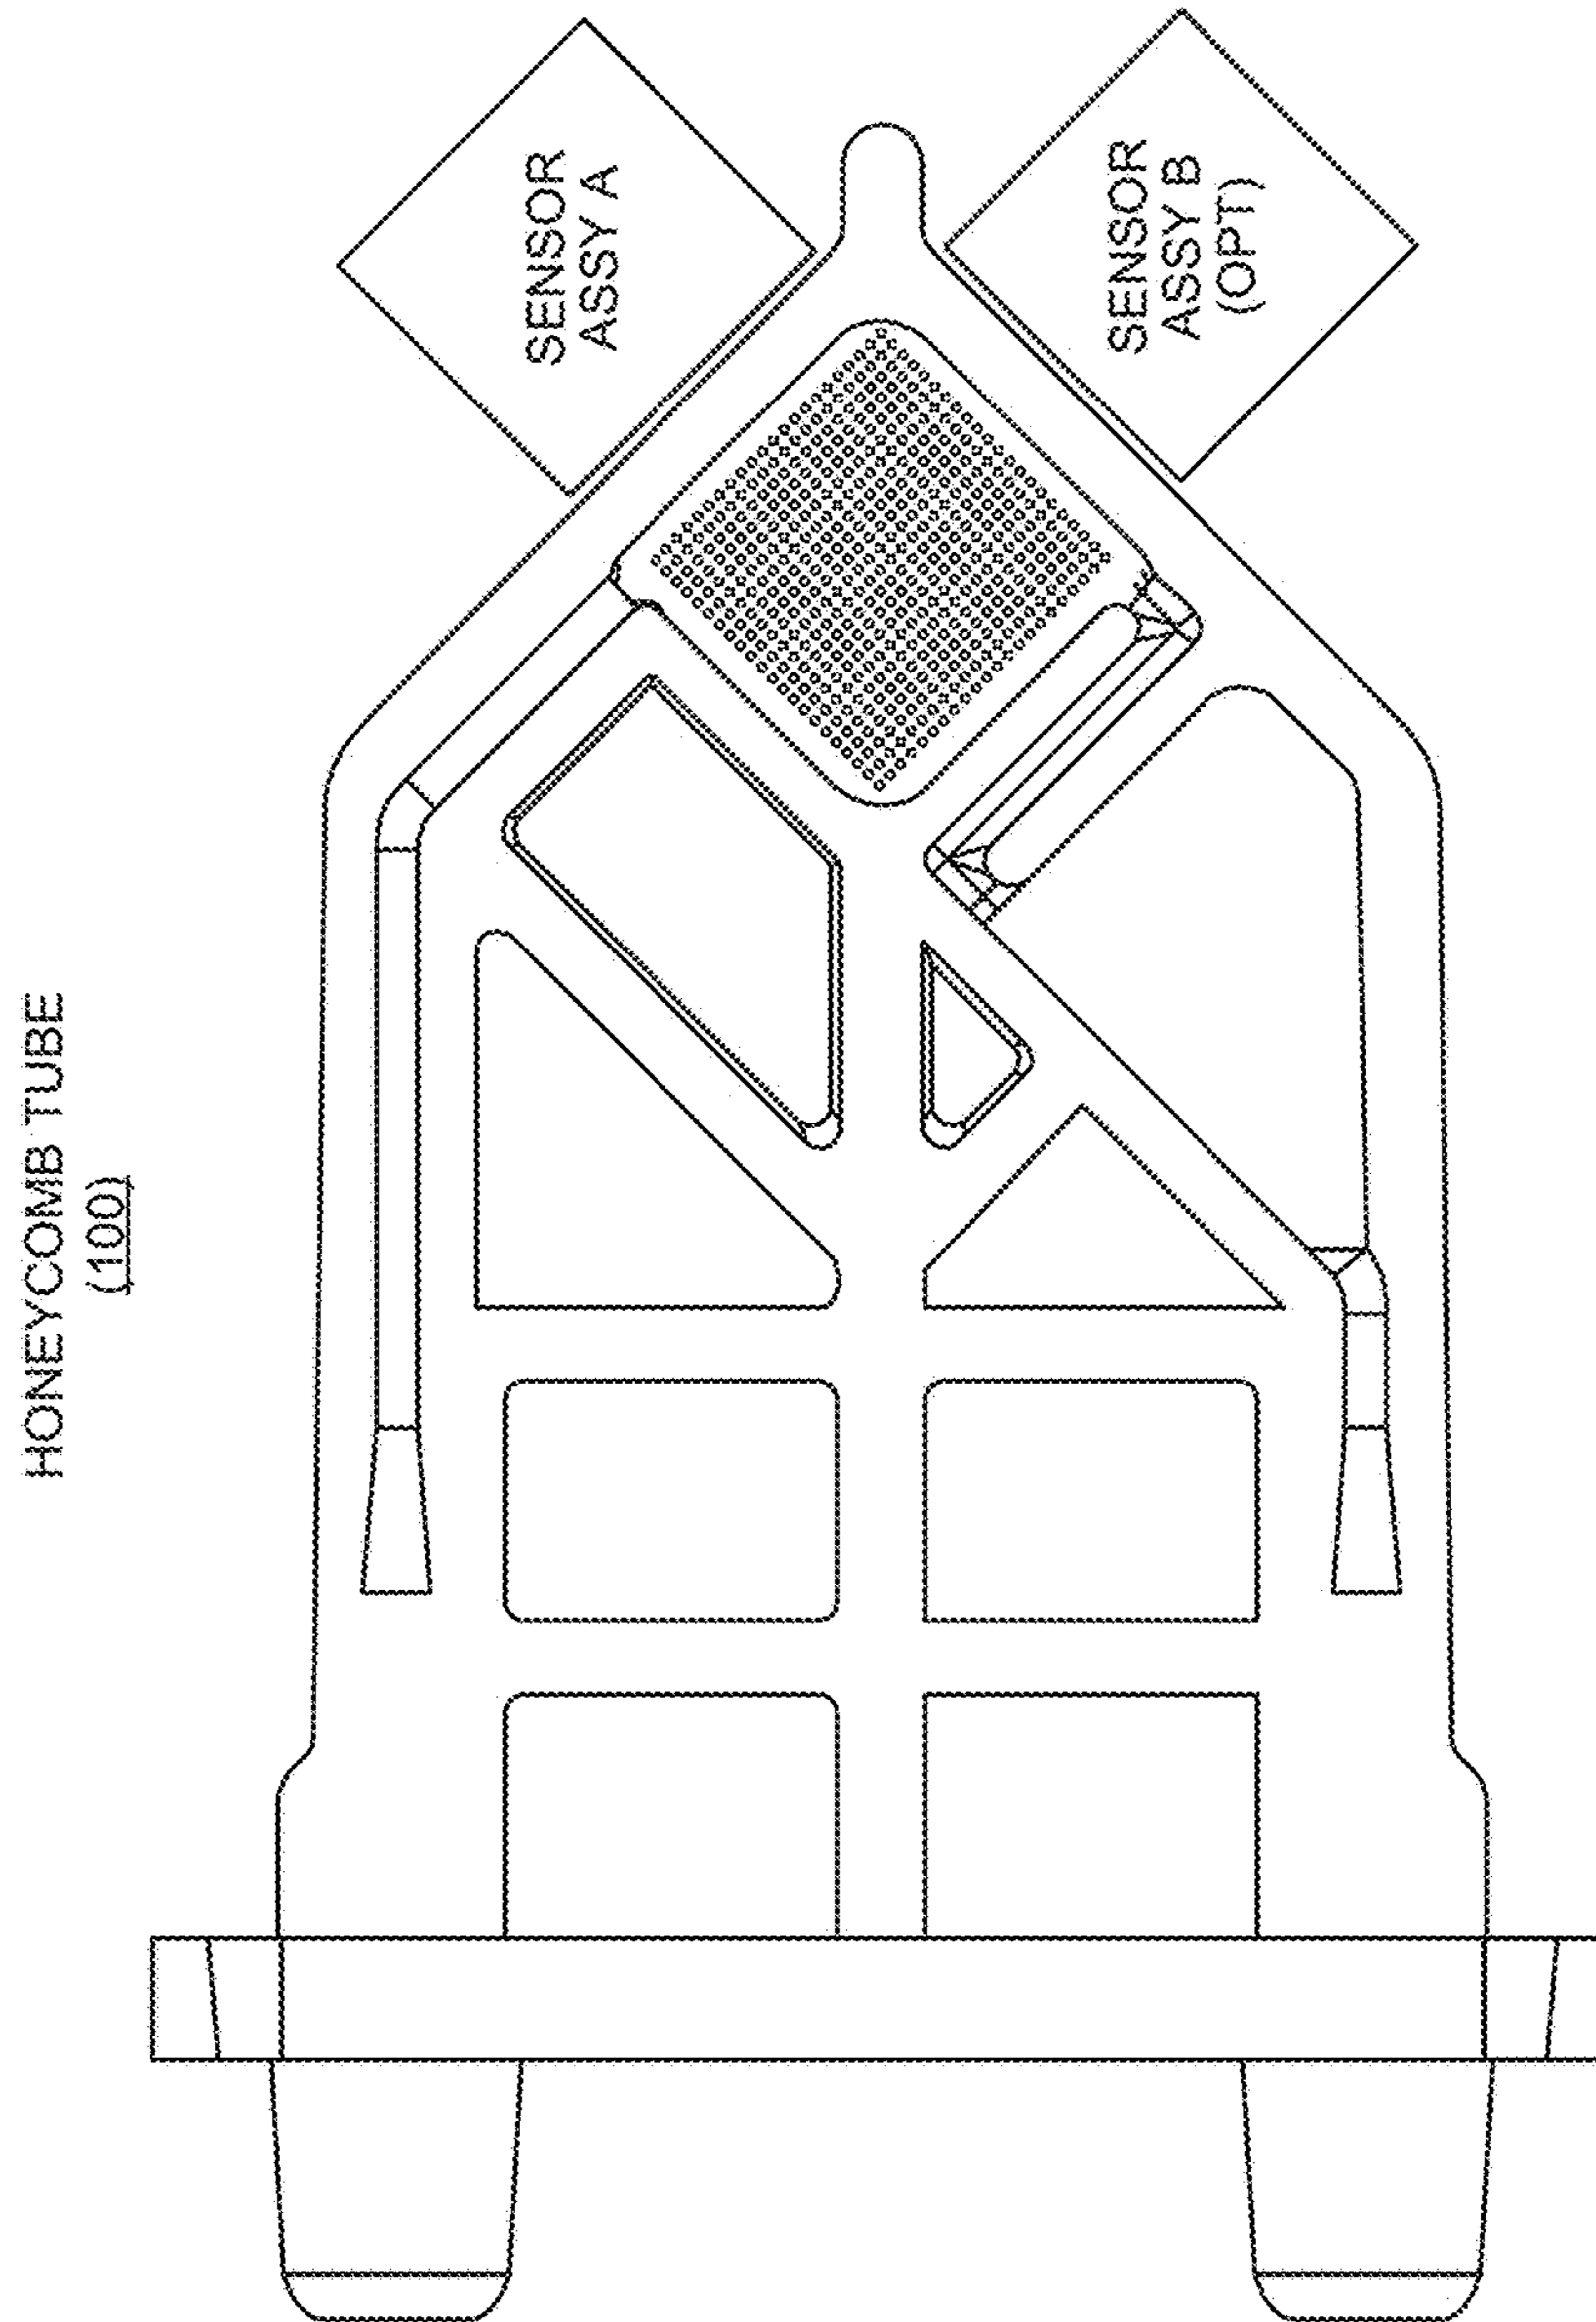 HONEYCOMB TUBE
(100)
SENSOR
ASSY A
SENSOR
ASSY B
(OPT)